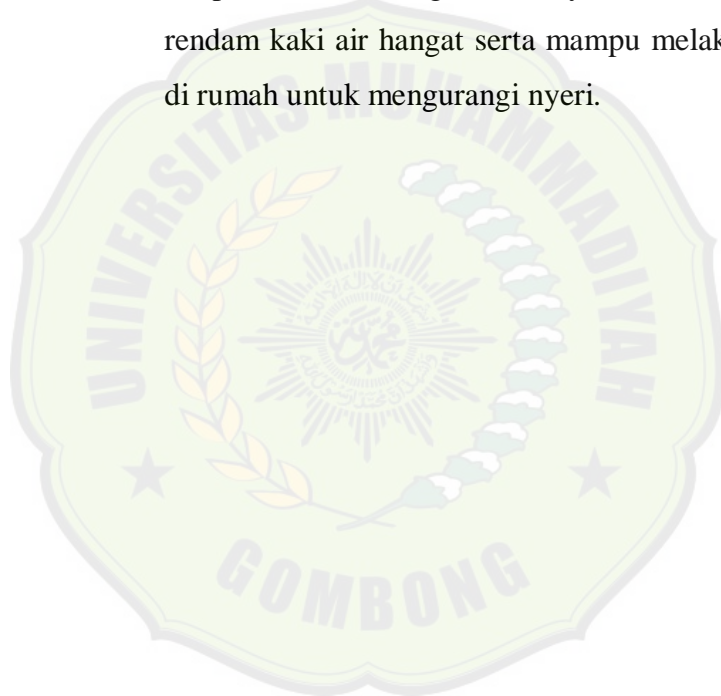 rendam kaki air hangat serta mampu melak
di rumah untuk mengurangi nyeri.
UNIVERSITAS MUHAMMADIYAH
GOMBONG